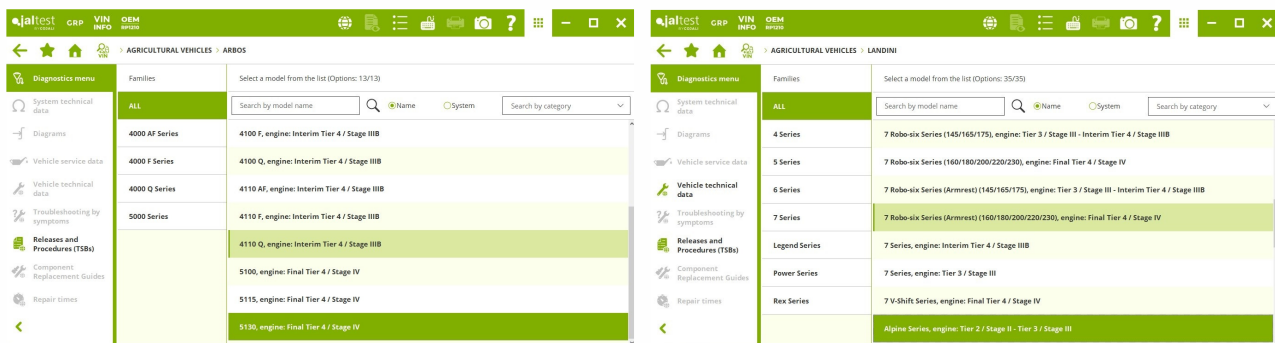 jaltest GRP VIN INFO OEM RP1210
BY COJALI
VIN
> AGRICULTURAL VEHICLES > ARBOS
Diagnostics menu
System technical data
Diagrams
Vehicle service data
Vehicle technical data
Troubleshooting by symptoms
Releases and Procedures (TSBs)
Component Replacement Guides
Repair times
Families
ALL
4000 AF Series
4000 F Series
4000 Q Series
5000 Series
Select a model from the list (Options: 13/13)
Search by model name
Name
System
Search by category
4100 F, engine: Interim Tier 4 / Stage IIIB
4100 Q, engine: Interim Tier 4 / Stage IIIB
4110 AF, engine: Interim Tier 4 / Stage IIIB
4110 F, engine: Interim Tier 4 / Stage IIIB
4110 Q, engine: Interim Tier 4 / Stage IIIB
5100, engine: Final Tier 4 / Stage IV
5115, engine: Final Tier 4 / Stage IV
5130, engine: Final Tier 4 / Stage IV
jaltest GRP VIN INFO OEM RP1210
BY COJALI
VIN
> AGRICULTURAL VEHICLES > LANDINI
Diagnostics menu
System technical data
Diagrams
Vehicle service data
Vehicle technical data
Troubleshooting by symptoms
Releases and Procedures (TSBs)
Component Replacement Guides
Repair times
Families
ALL
4 Series
5 Series
6 Series
7 Series
Legend Series
Power Series
Rex Series
Select a model from the list (Options: 35/35)
Search by model name
Name
System
Search by category
7 Robo-six Series (145/165/175), engine: Tier 3 / Stage III - Interim Tier 4 / Stage IIIB
7 Robo-six Series (160/180/200/220/230), engine: Final Tier 4 / Stage IV
7 Robo-six Series (Armrest) (145/165/175), engine: Tier 3 / Stage III - Interim Tier 4 / Stage IIIB
7 Robo-six Series (Armrest) (160/180/200/220/230), engine: Final Tier 4 / Stage IV
7 Series, engine: Interim Tier 4 / Stage IIIB
7 Series, engine: Tier 3 / Stage III
7 V-Shift Series, engine: Final Tier 4 / Stage IV
Alpine Series, engine: Tier 2 / Stage II - Tier 3 / Stage III